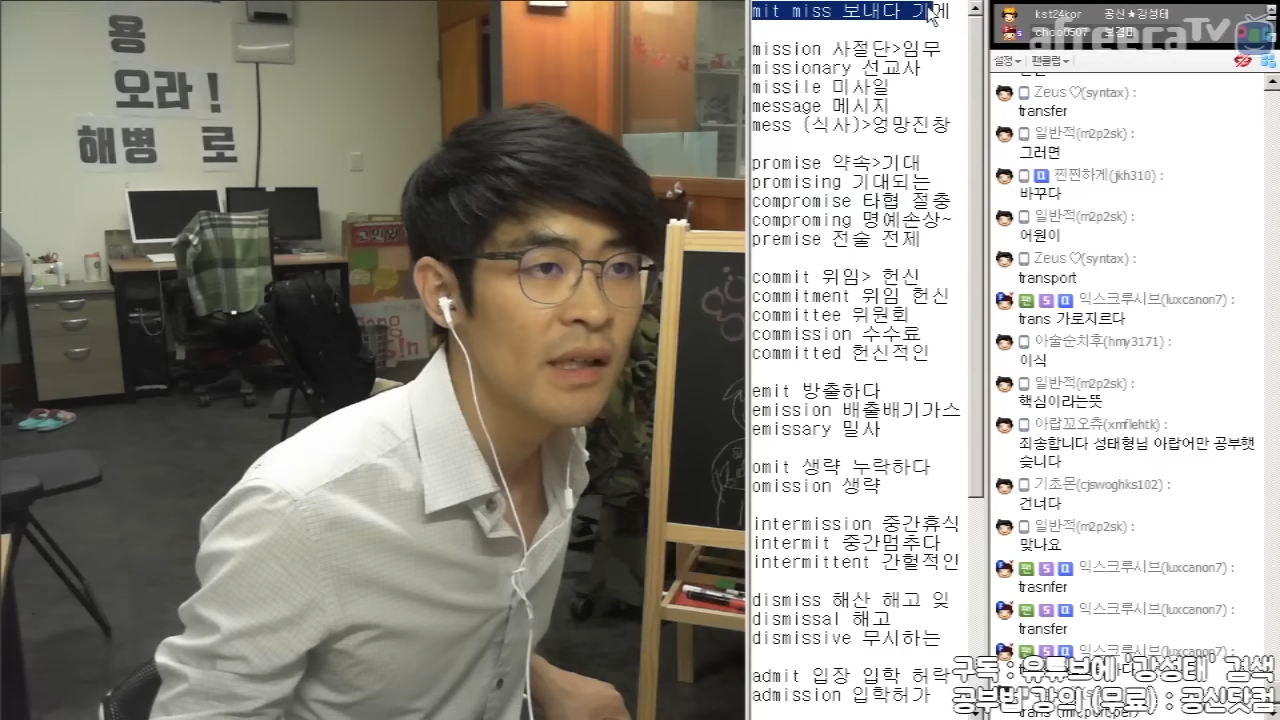 용
오라!
해병 로
mit miss 보내다
mission 사절단>임무
missionary 선교사
missile 미사일
message 메시지
mess (식사)>엉망진창
promise 약속>기대
promising 기대되는
compromise 타협 절충
comproming 명예손상~
premise 전술 전제
commit 위임> 헌신
commitment 위임 헌신
committee 위원회
commission 수수료
committed 헌신적인
emit 방출하다
emission 배출배기가스
emissary 밀사
omit 생략 누락하다
omission 생략
intermission 중간휴식
intermit 중간멈추다
intermittent 간헐적인
dismiss 해산 해고 잊
dismissal 해고
dismissive 무시하는
admit 입장 입학 허락
admission 입학허가
kst24kor 공신★강성태
choo0507
afreecaTV
설정 팬클럽
Zeus♡(syntax) :
transfer
일반적(m2p2sk) :
그러면
찐찐하게(jkh310) :
바꾸다
일반적(m2p2sk) :
어원이
Zeus♡(syntax) :
transport
팬 S 익스크루시브(luxcanon7) :
trans 가로지르다
아술순치후(hmy3171) :
이식
일반적(m2p2sk) :
핵심이라는뜻
아랍꼬오츄(xmflehtk) :
죄송합니다 성태형님 아랍어만 공부햇
슺니다
기초몬(cjswoghks102) :
건너다
일반적(m2p2sk) :
맞나요
팬 S 익스크루시브(luxcanon7) :
trasnfer
팬 S 익스크루시브(luxcanon7) :
transfer
팬 S 익스크루시브(luxcanon7) :
구독 : 유튜브에 "강성태" 검색
공부법 강의 (무료) : 공신닷컴